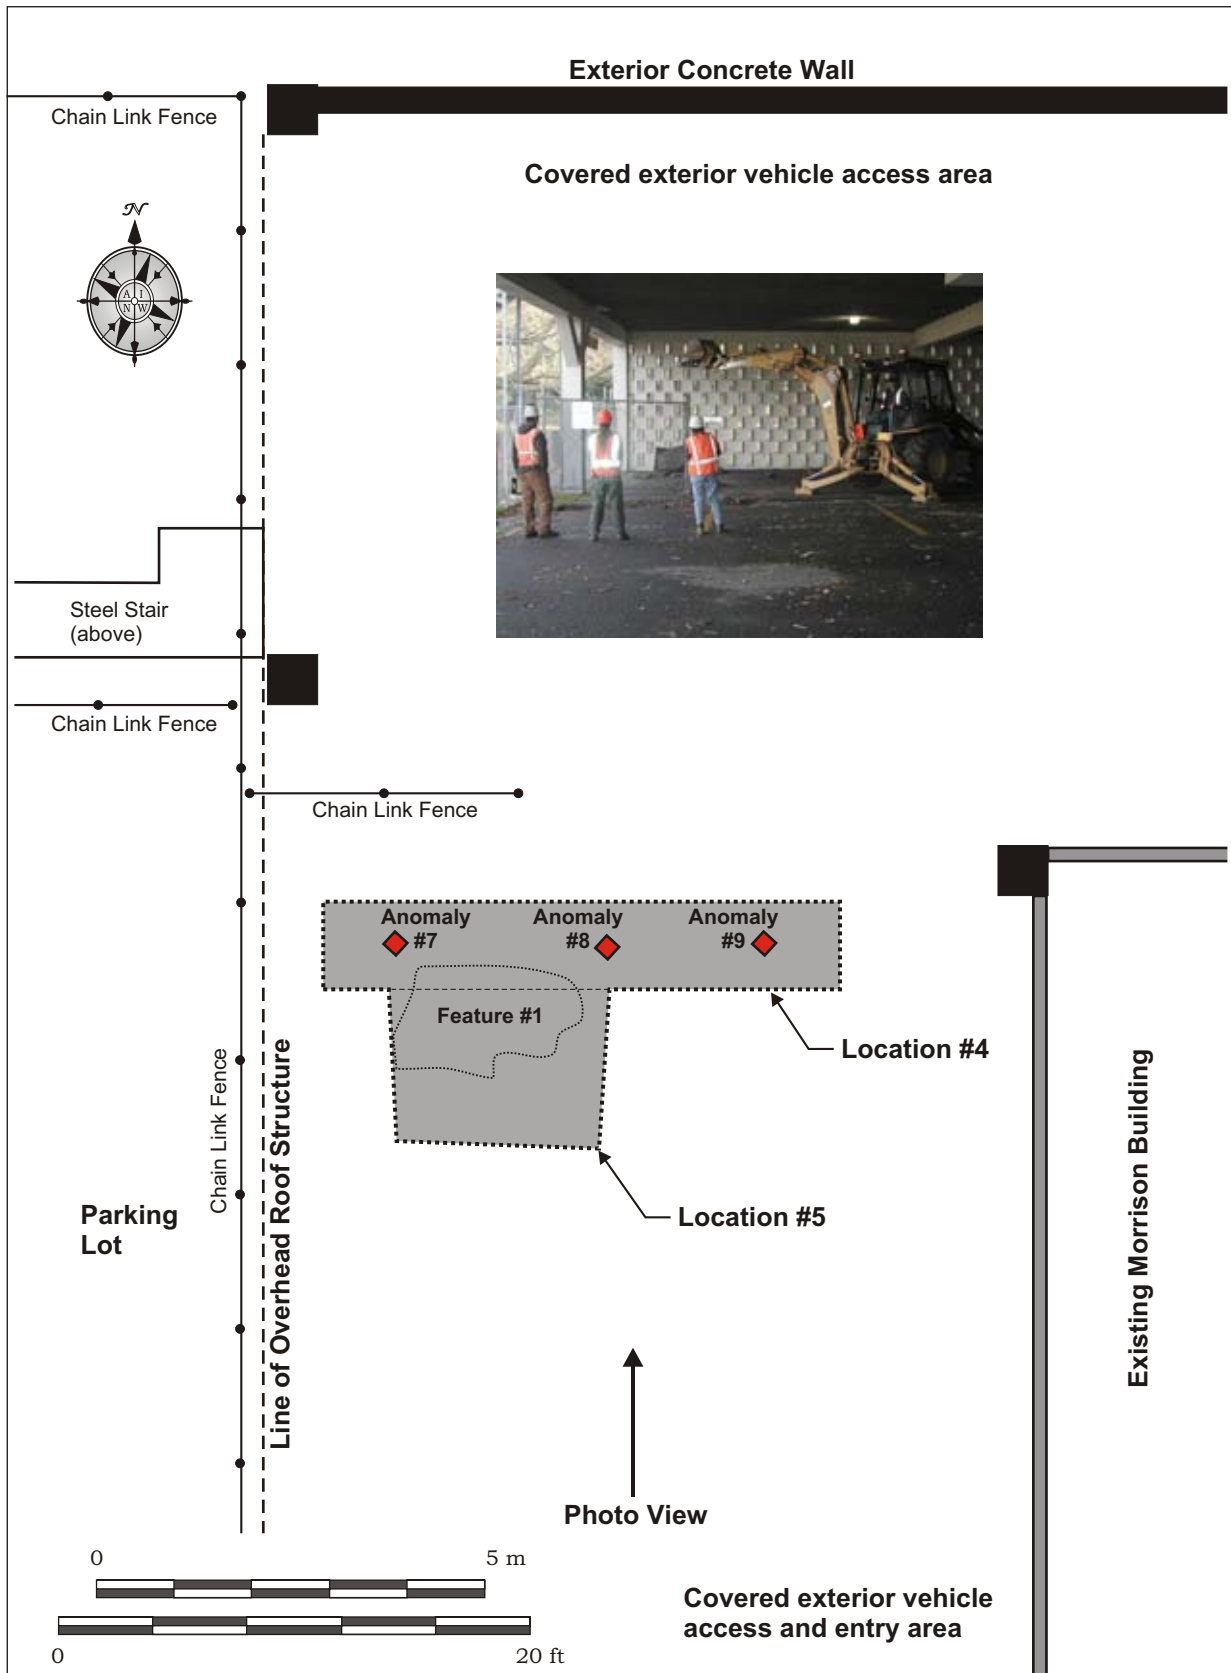 Exterior Concrete Wall
Chain Link Fence
Covered exterior vehicle access area
N
A I
N W
Steel Stair
(above)
Chain Link Fence
Chain Link Fence
Anomaly
#7
Anomaly
#8
Anomaly
#9
Feature #1
Location #4
Location #5
Chain Link Fence
Line of Overhead Roof Structure
Existing Morrison Building
Parking
Lot
Photo View
0 5 m
0 20 ft
Covered exterior vehicle
access and entry area